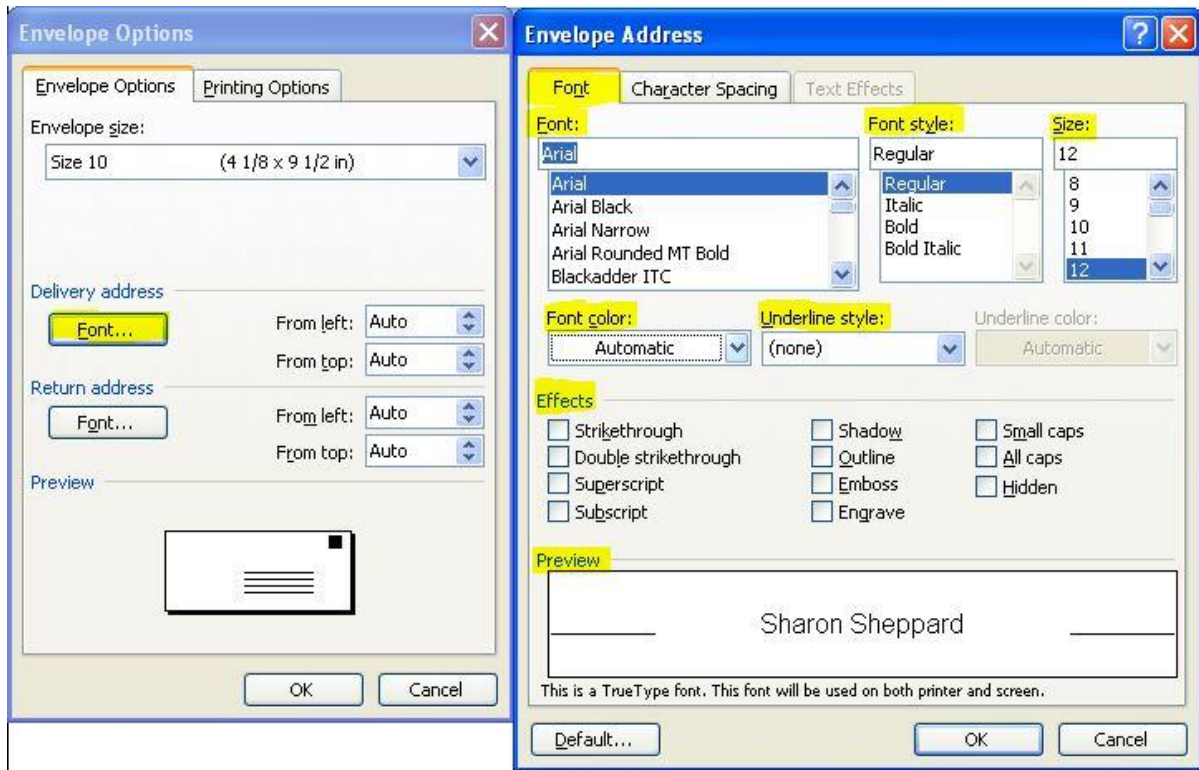 Envelope Options
Envelope Options Printing Options
Envelope size:
Size 10 (4 1/8 x 9 1/2 in)
Delivery address
Font... From left: Auto
From top: Auto
Return address
Font... From left: Auto
From top: Auto
Preview
OK Cancel
Envelope Address
Font Character Spacing Text Effects
Font: Font style: Size:
Arial Regular 12
Arial Regular 8
Arial Black Italic 9
Arial Narrow Bold 10
Arial Rounded MT Bold Bold Italic 11
Blackadder ITC 12
Font color: Underline style: Underline color:
Automatic (none) Automatic
Effects
Strikethrough Shadow Small caps
Double strikethrough Outline All caps
Superscript Emboss Hidden
Subscript Engrave
Preview
Sharon Sheppard
This is a TrueType font. This font will be used on both printer and screen.
Default... OK Cancel